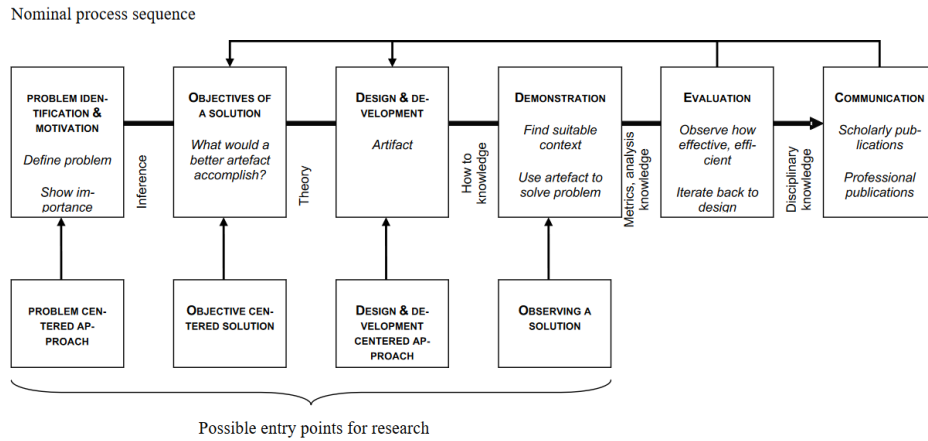 Nominal process sequence
PROBLEM IDEN-
TIFICATION &
MOTIVATION
Define problem
Show im-
portance
Inference
OBJECTIVES OF
A SOLUTION
What would a
better artefact
accomplish?
Theory
DESIGN & DE-
VELOPMENT
Artifact
How to
knowledge
DEMONSTRATION
Find suitable
context
Use artefact to
solve problem
Metrics, analysis
knowledge
EVALUATION
Observe how
effective, effi-
cient
Iterate back to
design
Disciplinary
knowledge
COMMUNICATION
Scholarly pub-
lications
Professional
publications
PROBLEM CEN-
TERED AP-
PROACH
OBJECTIVE CEN-
TERED SOLUTION
DESIGN & DE-
VELOPMENT
CENTERED AP-
PROACH
OBSERVING A
SOLUTION
Possible entry points for research